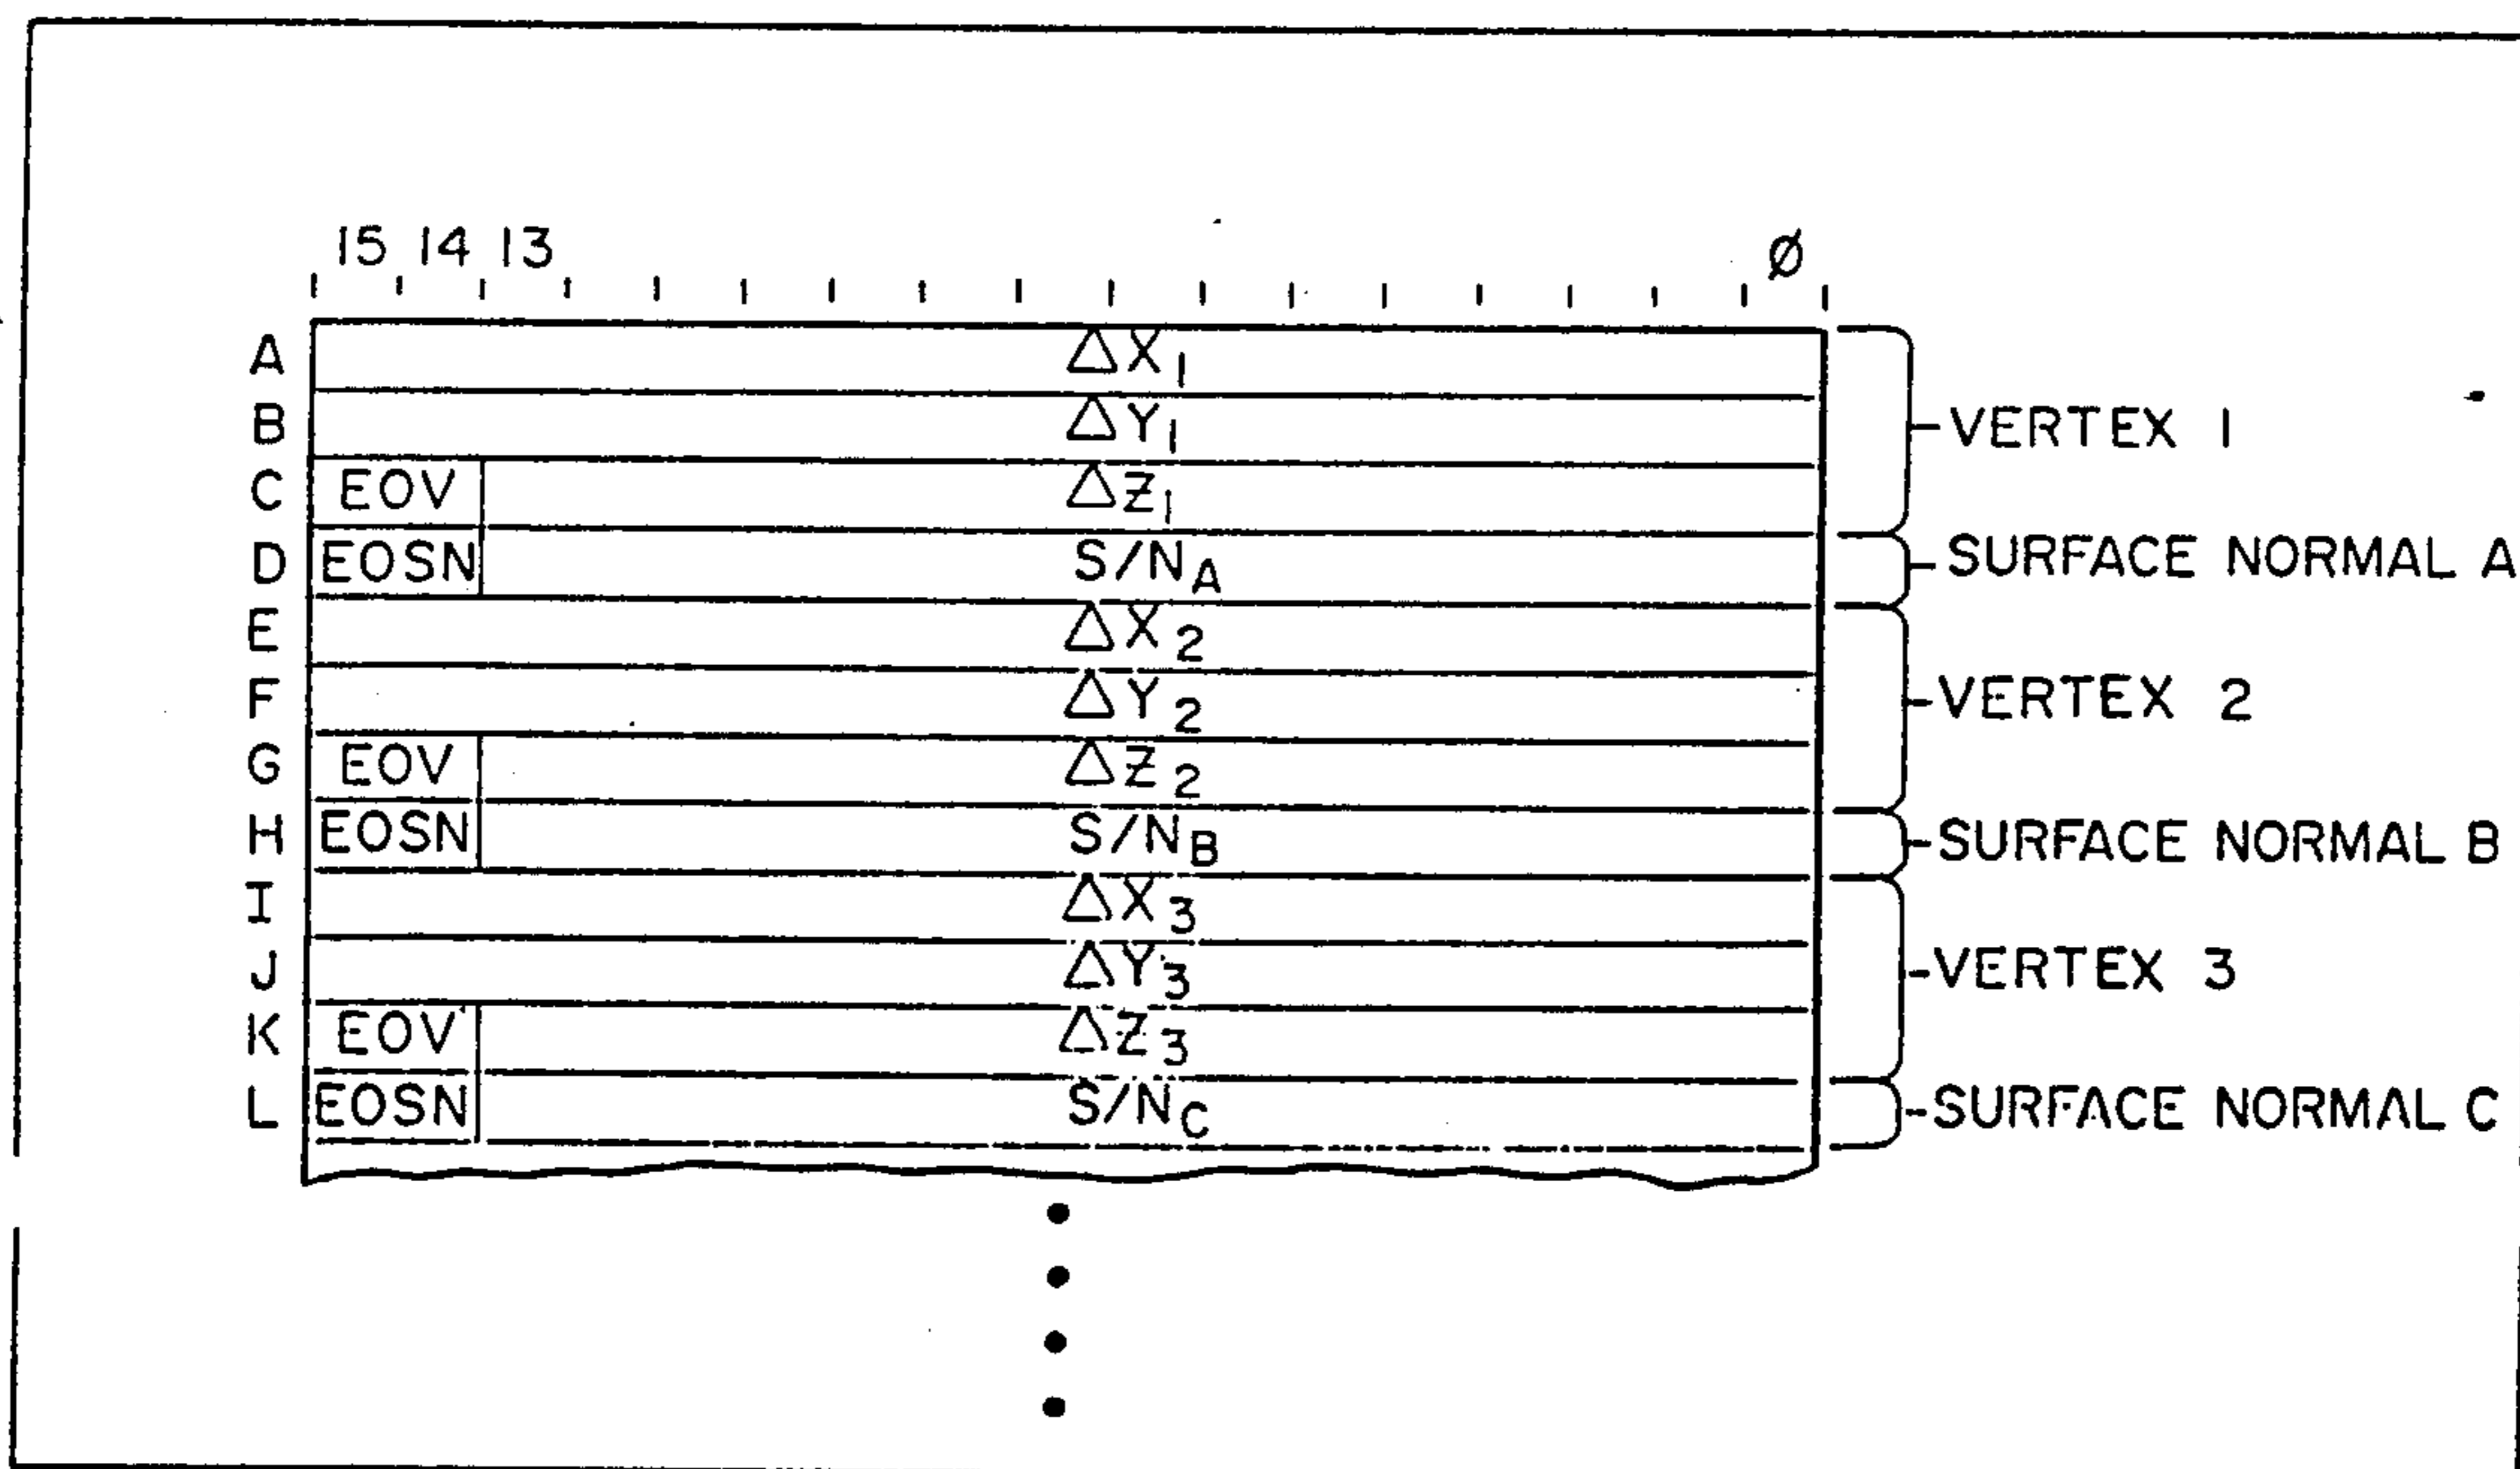 15 14 13 Ø
A ΔX1
B ΔY1
VERTEX 1
C EOV ΔZ1
D EOSN S/NA SURFACE NORMAL A
E ΔX2
F ΔY2 VERTEX 2
G EOV ΔZ2
H EOSN S/NB SURFACE NORMAL B
I ΔX3
J ΔY3 VERTEX 3
K EOV ΔZ3
L EOSN S/NC SURFACE NORMAL C